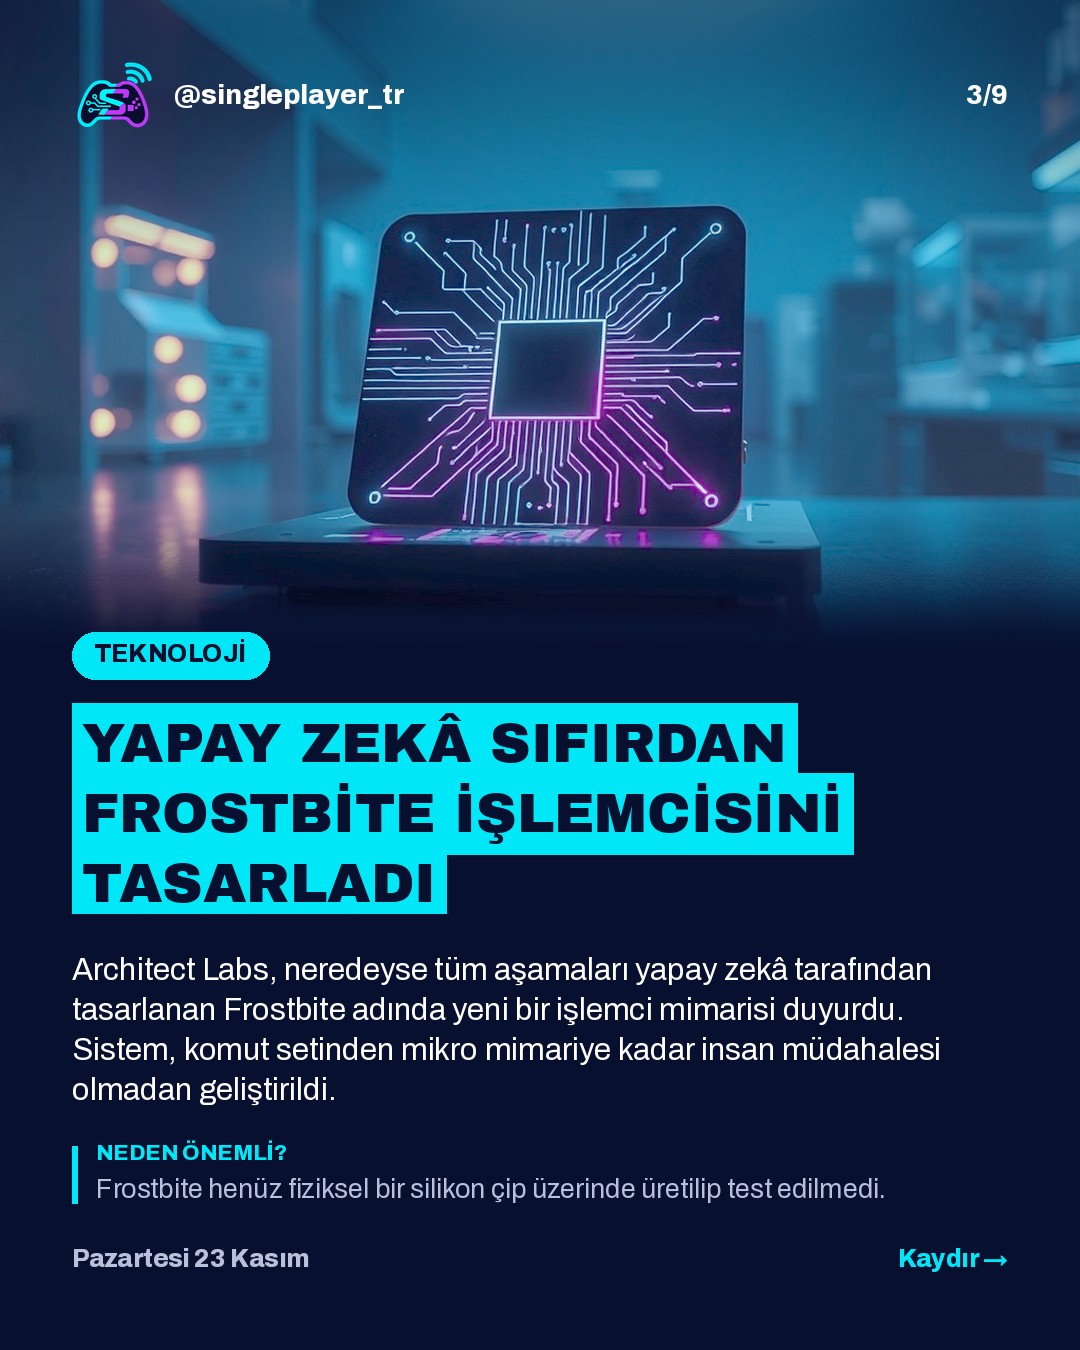 @singleplayer_tr
3/9
TEKNOLOJİ
YAPAY ZEKÂ SIFIRDAN
FROSTBİTE İŞLEMCİSİNİ
TASARLADI
Architect Labs, neredeyse tüm aşamaları yapay zekâ tarafından
tasarlanan Frostbite adında yeni bir işlemci mimarisi duyurdu.
Sistem, komut setinden mikro mimariye kadar insan müdahalesi
olmadan geliştirildi.
NEDEN ÖNEMLİ?
Frostbite henüz fiziksel bir silikon çip üzerinde üretilip test edilmedi.
Pazartesi 23 Kasım
Kaydır →